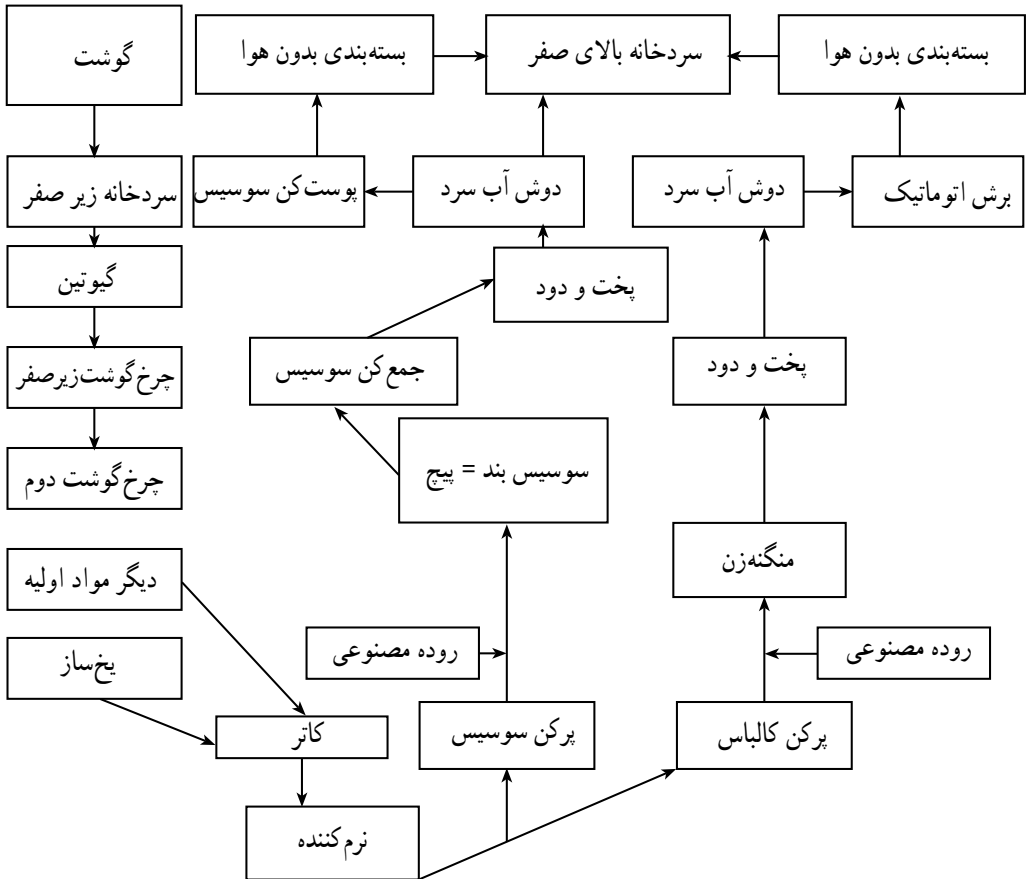 گوشت
سردخانه زیر صفر
گیوتین
چرخ‌گوشت‌زیرصفر
چرخ‌گوشت دوم
دیگر مواد اولیه
یخ‌ساز
کاتر
نرم‌کننده
پرکن سوسیس
روده مصنوعی
سوسیس بند = پیچ
جمع‌کن سوسیس
پخت و دود
دوش آب سرد
پوست‌کن سوسیس
بسته‌بندی بدون هوا
سردخانه بالای صفر
پرکن کالباس
روده مصنوعی
منگنه‌زن
پخت و دود
دوش آب سرد
برش اتوماتیک
بسته‌بندی بدون هوا